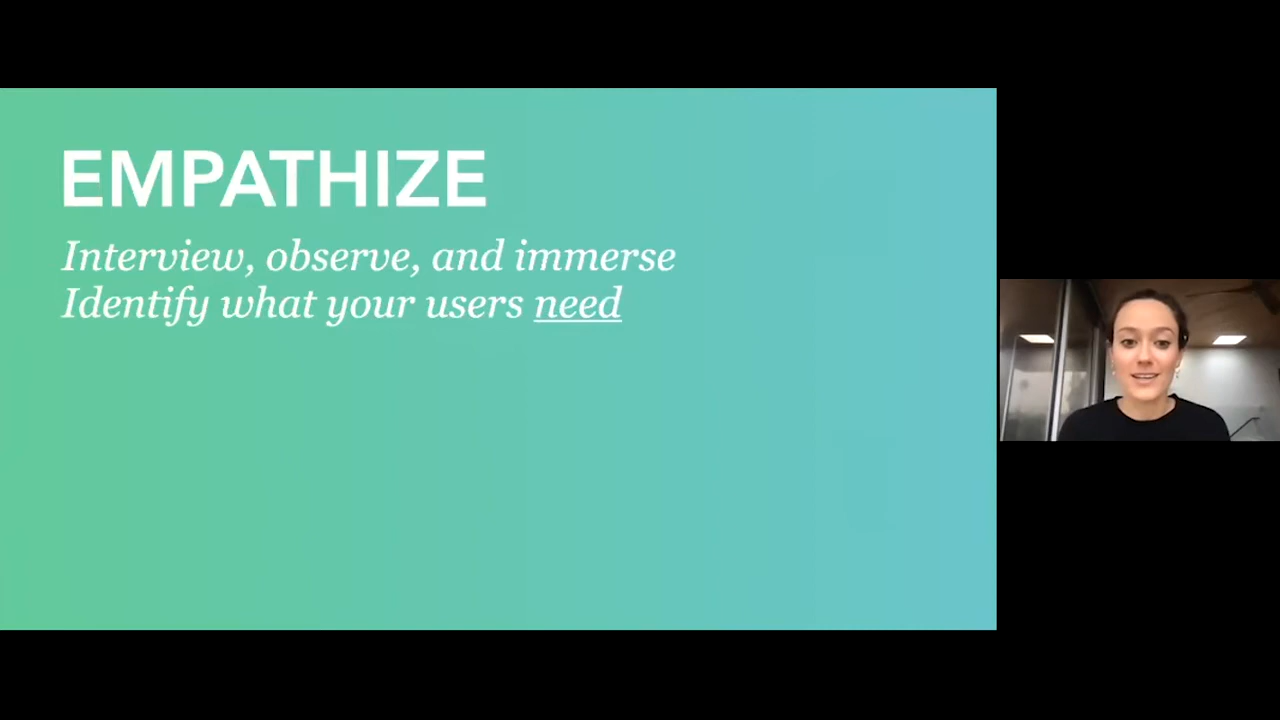 EMPATHIZE
Interview, observe, and immerse
Identify what your users need